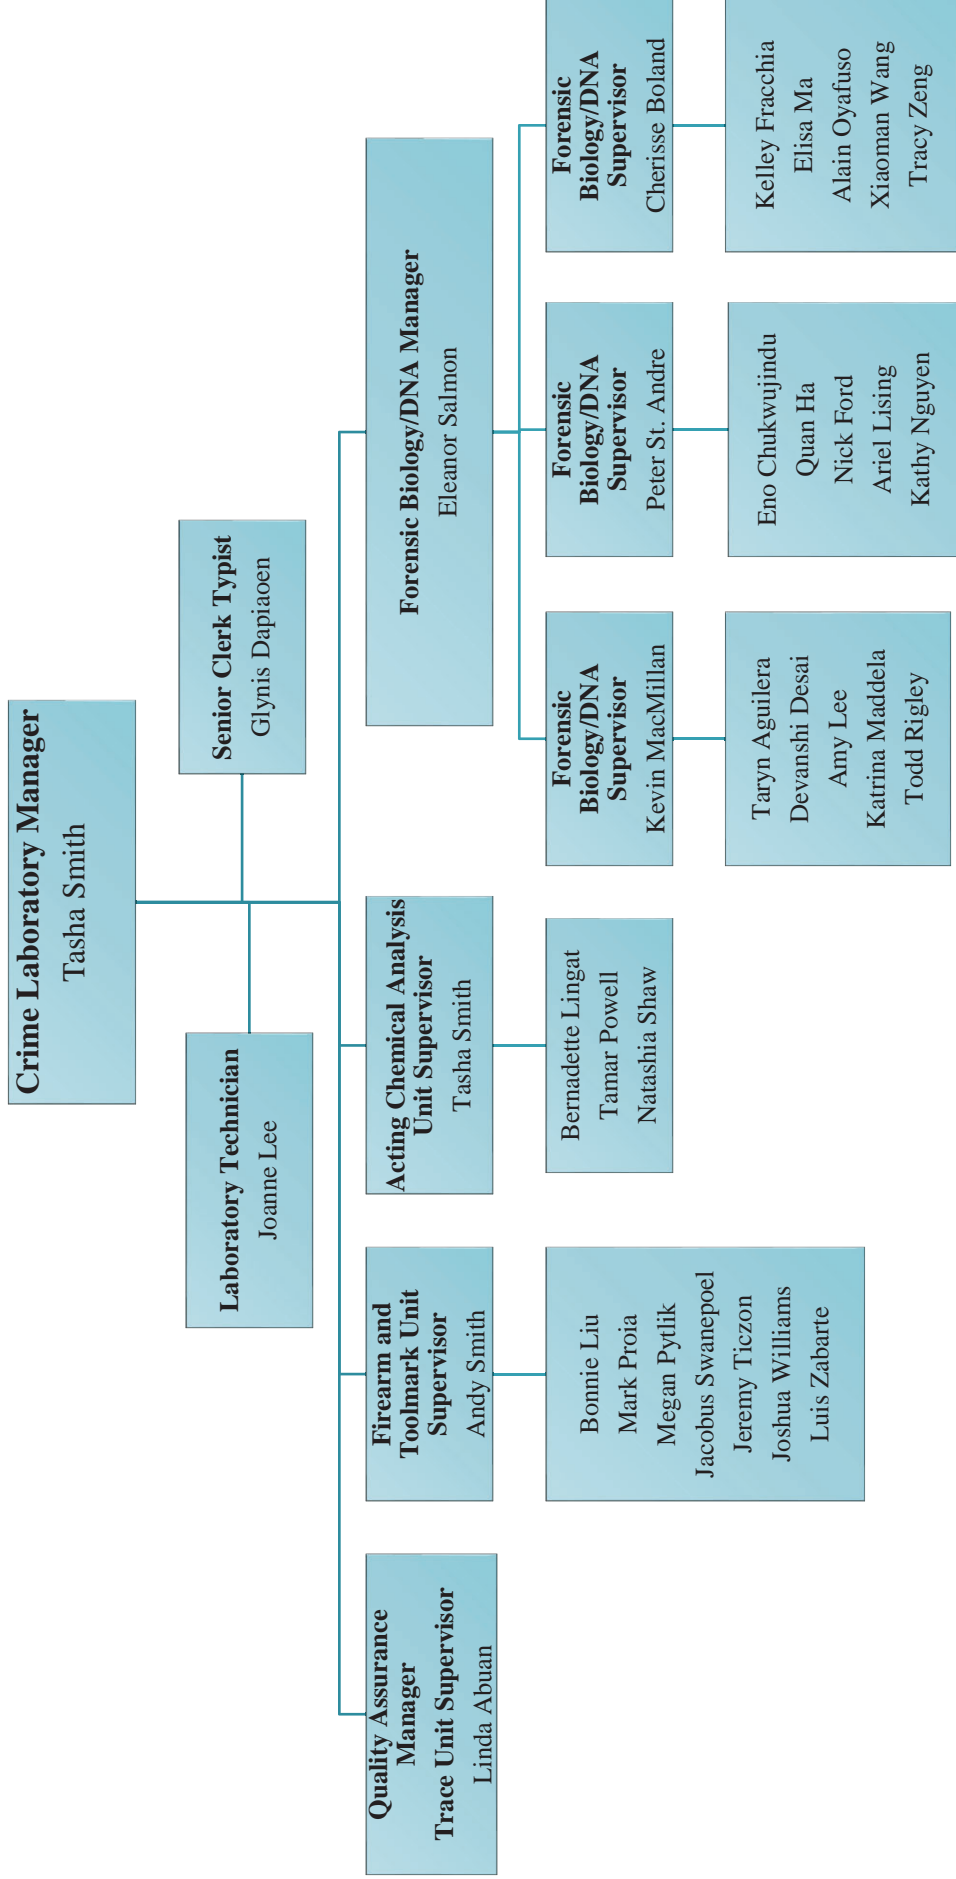 Crime Laboratory Manager
Tasha Smith
Laboratory Technician
Joanne Lee
Senior Clerk Typist
Glynis Dapiaoen
Quality Assurance
Manager
Trace Unit Supervisor
Linda Abuan
Firearm and
Toolmark Unit
Supervisor
Andy Smith
Bonnie Liu
Mark Proia
Megan Pytlik
Jacobus Swanepoel
Jeremy Ticzon
Joshua Williams
Luis Zabarte
Acting Chemical Analysis
Unit Supervisor
Tasha Smith
Bernadette Lingat
Tamar Powell
Natashia Shaw
Forensic Biology/DNA Manager
Eleanor Salmon
Forensic
Biology/DNA
Supervisor
Kevin MacMillan
Taryn Aguilera
Devanshi Desai
Amy Lee
Katrina Maddela
Todd Rigley
Forensic
Biology/DNA
Supervisor
Peter St. Andre
Eno Chukwujindu
Quan Ha
Nick Ford
Ariel Lising
Kathy Nguyen
Forensic
Biology/DNA
Supervisor
Cherisse Boland
Kelley Fracchia
Elisa Ma
Alain Oyafuso
Xiaoman Wang
Tracy Zeng